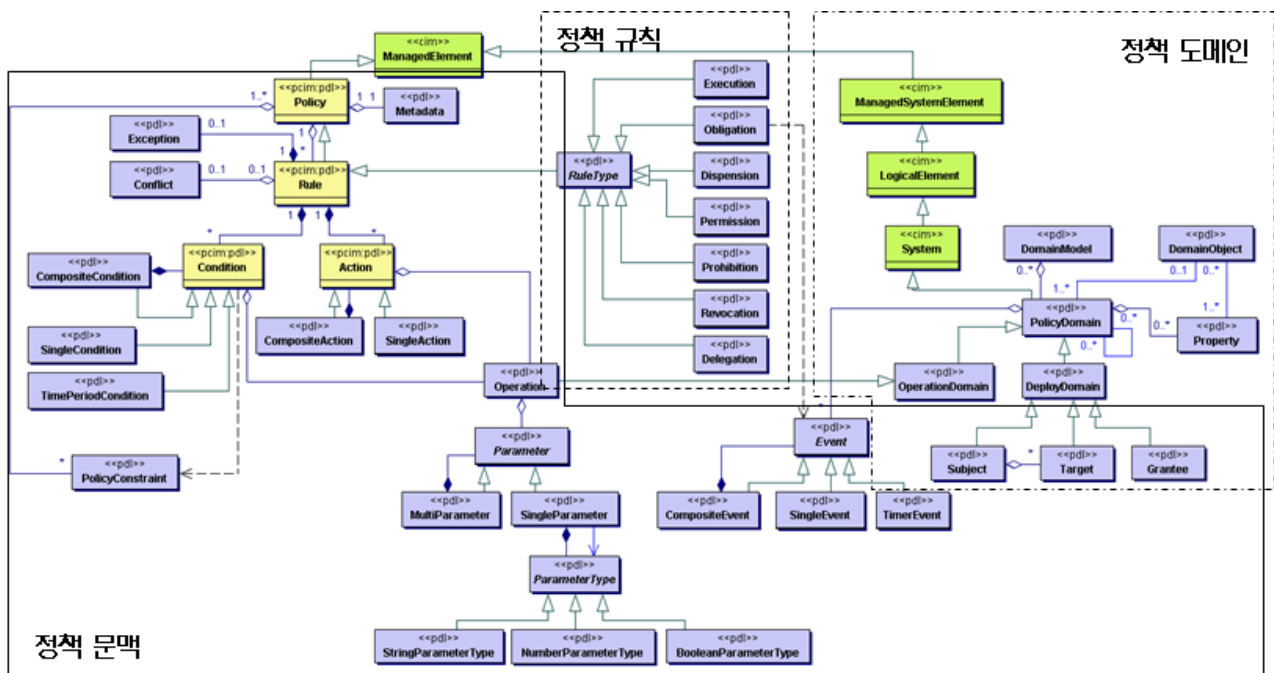 정책 규칙
정책 도메인
<<cim>>
ManagedElement
<<pcim:pdl>>
Policy
1..*
1 1
<<pdl>>
Metadata
<<pdl>>
Execution
<<cim>>
ManagedSystemElement
<<pdl>>
Exception
0..1
1
1
*
<<pdl>>
Obligation
<<pdl>>
Conflict
0..1
0..1
<<pcim:pdl>>
Rule
1
1
<<pdl>>
RuleType
<<pdl>>
Dispension
<<cim>>
LogicalElement
<<pdl>>
Permission
*
*
<<pdl>>
CompositeCondition
<<pcim:pdl>>
Condition
<<pcim:pdl>>
Action
<<pdl>>
Prohibition
<<cim>>
System
<<pdl>>
DomainModel
<<pdl>>
DomainObject
0..*
0..1
0..*
1..*
1..*
<<pdl>>
Revocation
<<pdl>>
PolicyDomain
0..*
0..*
0..*
<<pdl>>
Property
<<pdl>>
SingleCondition
<<pdl>>
CompositeAction
<<pdl>>
SingleAction
<<pdl>>
Delegation
<<pdl>>
TimePeriodCondition
<<pdl>>
Operation
<<pdl>>
OperationDomain
<<pdl>>
DeployDomain
*
<<pdl>>
Parameter
<<pdl>>
Event
*
<<pdl>>
PolicyConstraint
<<pdl>>
Subject
*
<<pdl>>
Target
<<pdl>>
Grantee
<<pdl>>
MultiParameter
<<pdl>>
SingleParameter
<<pdl>>
CompositeEvent
<<pdl>>
SingleEvent
<<pdl>>
TimerEvent
<<pdl>>
ParameterType
정책 문맥
<<pdl>>
StringParameterType
<<pdl>>
NumberParameterType
<<pdl>>
BooleanParameterType